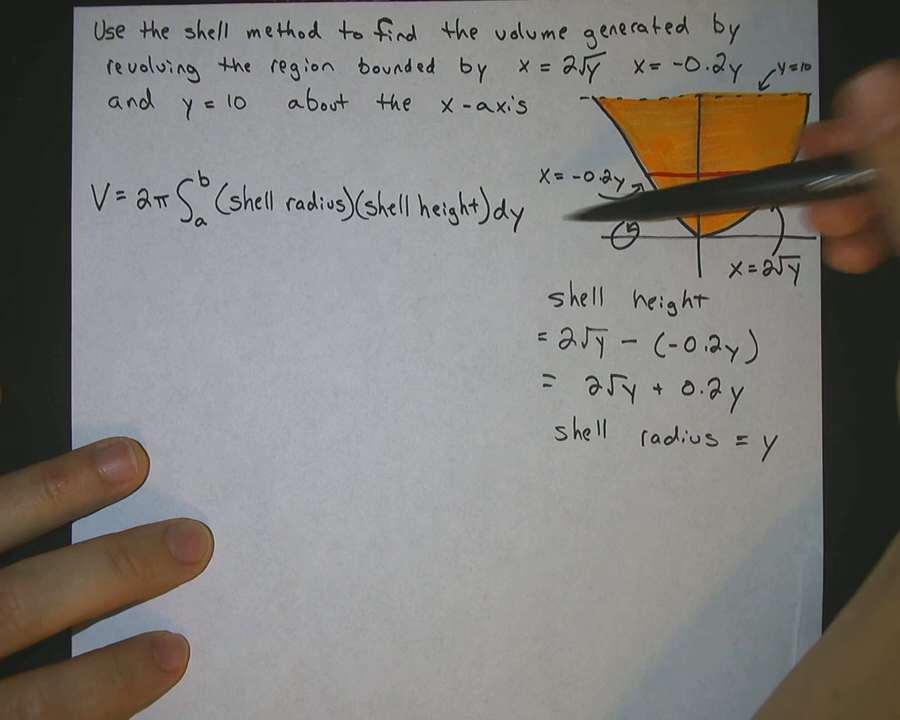 Use the shell method to find the volume generated by
revolving the region bounded by x = 2√y x = -0.2y
and y = 10 about the x-axis
y=10
x = -0.2y
V = 2π ∫_a^b (shell radius)(shell height)dy
x = 2√y
shell height
= 2√y - (-0.2y)
= 2√y + 0.2y
shell radius = y